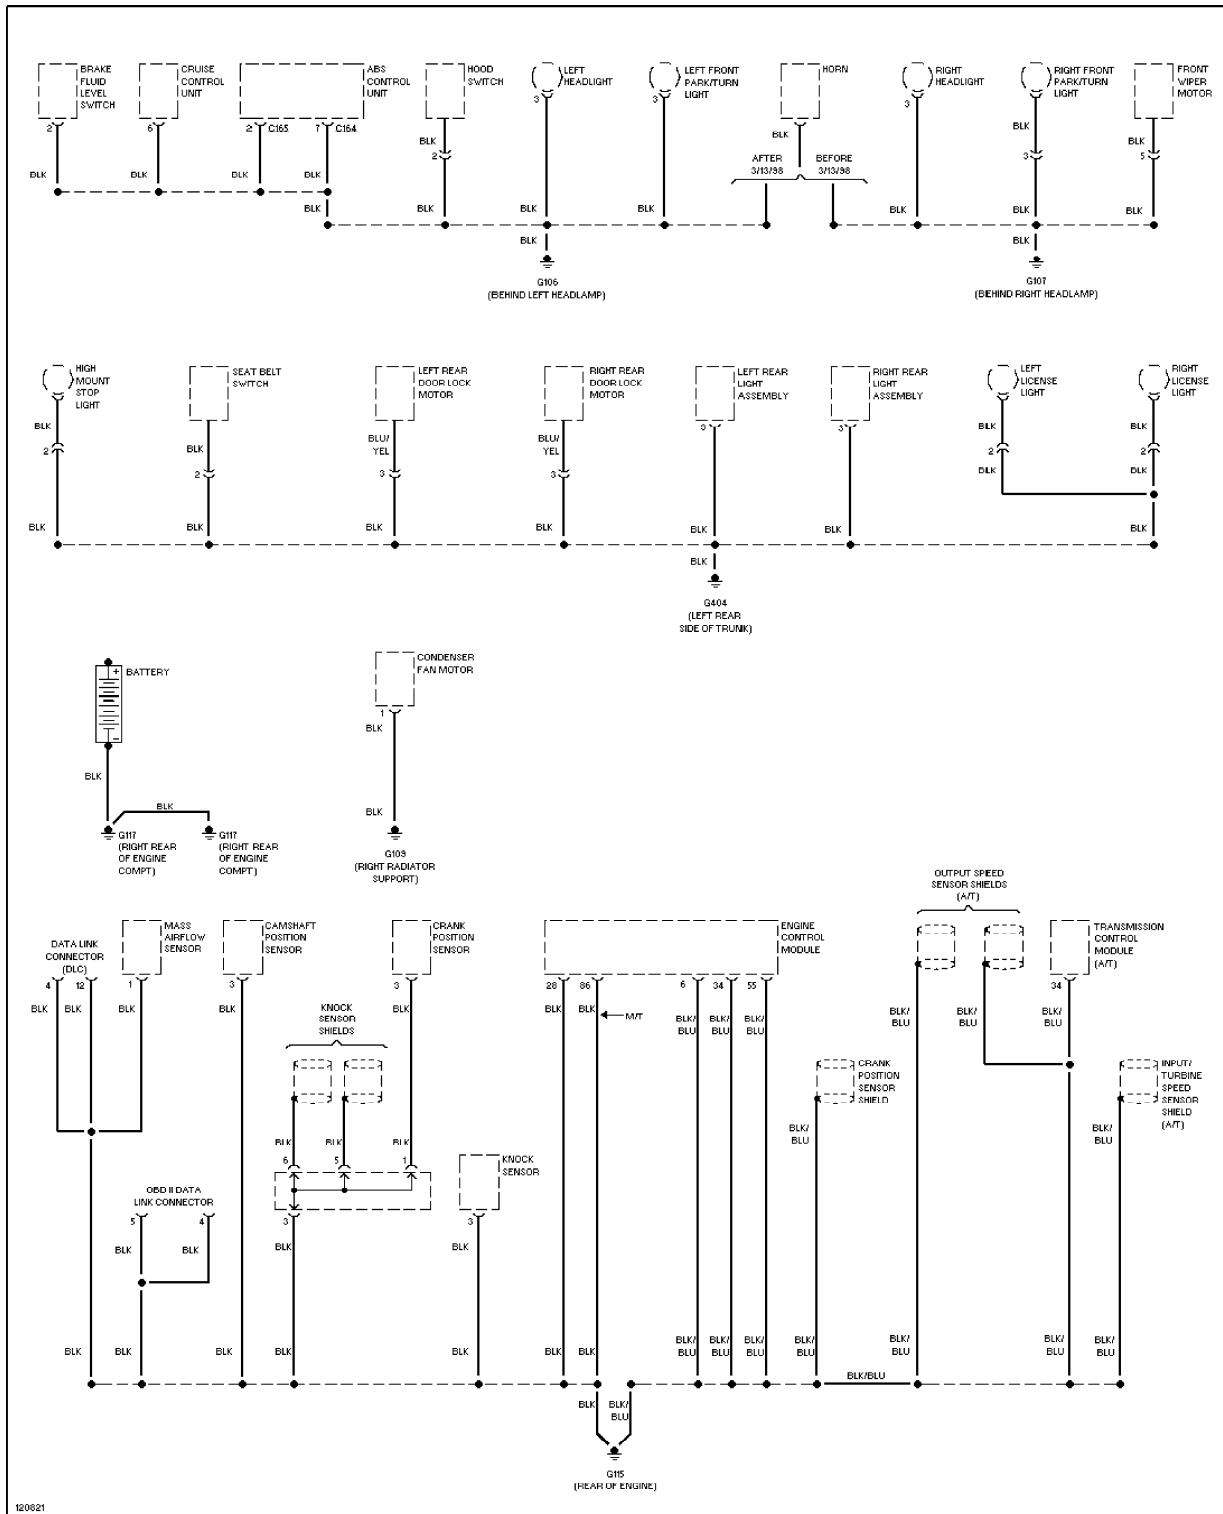 BRAKE
FLUID
LEVEL
SWITCH
CRUISE
CONTROL
UNIT
ABS
CONTROL
UNIT
HOOD
SWITCH
LEFT
HEADLIGHT
LEFT FRONT
PARK/TURN
LIGHT
HORN
RIGHT
HEADLIGHT
RIGHT FRONT
PARK/TURN
LIGHT
FRONT
WIPER
MOTOR
2
6
2 C165
7 C164
3
3
3
BLK
BLK
BLK
BLK
2
3
5
AFTER
3/13/98
BEFORE
3/13/98
BLK
BLK
BLK
BLK
BLK
BLK
BLK
BLK
BLK
BLK
BLK
BLK
BLK
G106
(BEHIND LEFT HEADLAMP)
G107
(BEHIND RIGHT HEADLAMP)
HIGH
MOUNT
STOP
LIGHT
SEAT BELT
SWITCH
LEFT REAR
DOOR LOCK
MOTOR
RIGHT REAR
DOOR LOCK
MOTOR
LEFT REAR
LIGHT
ASSEMBLY
RIGHT REAR
LIGHT
ASSEMBLY
LEFT
LICENSE
LIGHT
RIGHT
LICENSE
LIGHT
BLK
BLK
BLU/
YEL
BLU/
YEL
3
3
BLK
BLK
2
2
3
3
2
2
BLK
BLK
BLK
BLK
BLK
BLK
BLK
BLK
BLK
BLK
G404
(LEFT REAR
SIDE OF TRUNK)
BATTERY
+
-
BLK
BLK
G117
(RIGHT REAR
OF ENGINE
COMPT)
G117
(RIGHT REAR
OF ENGINE
COMPT)
CONDENSER
FAN MOTOR
1
BLK
BLK
G109
(RIGHT RADIATOR
SUPPORT)
DATA LINK
CONNECTOR
(DLC)
MASS
AIRFLOW
SENSOR
CAMSHAFT
POSITION
SENSOR
CRANK
POSITION
SENSOR
ENGINE
CONTROL
MODULE
OUTPUT SPEED
SENSOR SHIELDS
(A/T)
TRANSMISSION
CONTROL
MODULE
(A/T)
4
12
1
3
3
28
86
6
34
55
34
BLK
BLK
BLK
BLK
BLK
BLK
BLK
M/T
BLK/
BLU
BLK/
BLU
BLK/
BLU
BLK/
BLU
BLK/
BLU
BLK/
BLU
KNOCK
SENSOR
SHIELDS
CRANK
POSITION
SENSOR
SHIELD
INPUT/
TURBINE
SPEED
SENSOR
SHIELD
(A/T)
BLK
BLK
BLK
BLK/
BLU
BLK/
BLU
6
5
1
KNOCK
SENSOR
OBD II DATA
LINK CONNECTOR
5
4
3
3
BLK
BLK
BLK
BLK
BLK
BLK
BLK
BLK
BLK
BLK
BLK
BLK/
BLU
BLK/
BLU
BLK/
BLU
BLK/
BLU
BLK/
BLU
BLK/
BLU
BLK/
BLU
BLK/BLU
BLK
BLK/
BLU
G115
(REAR OF ENGINE)
120821